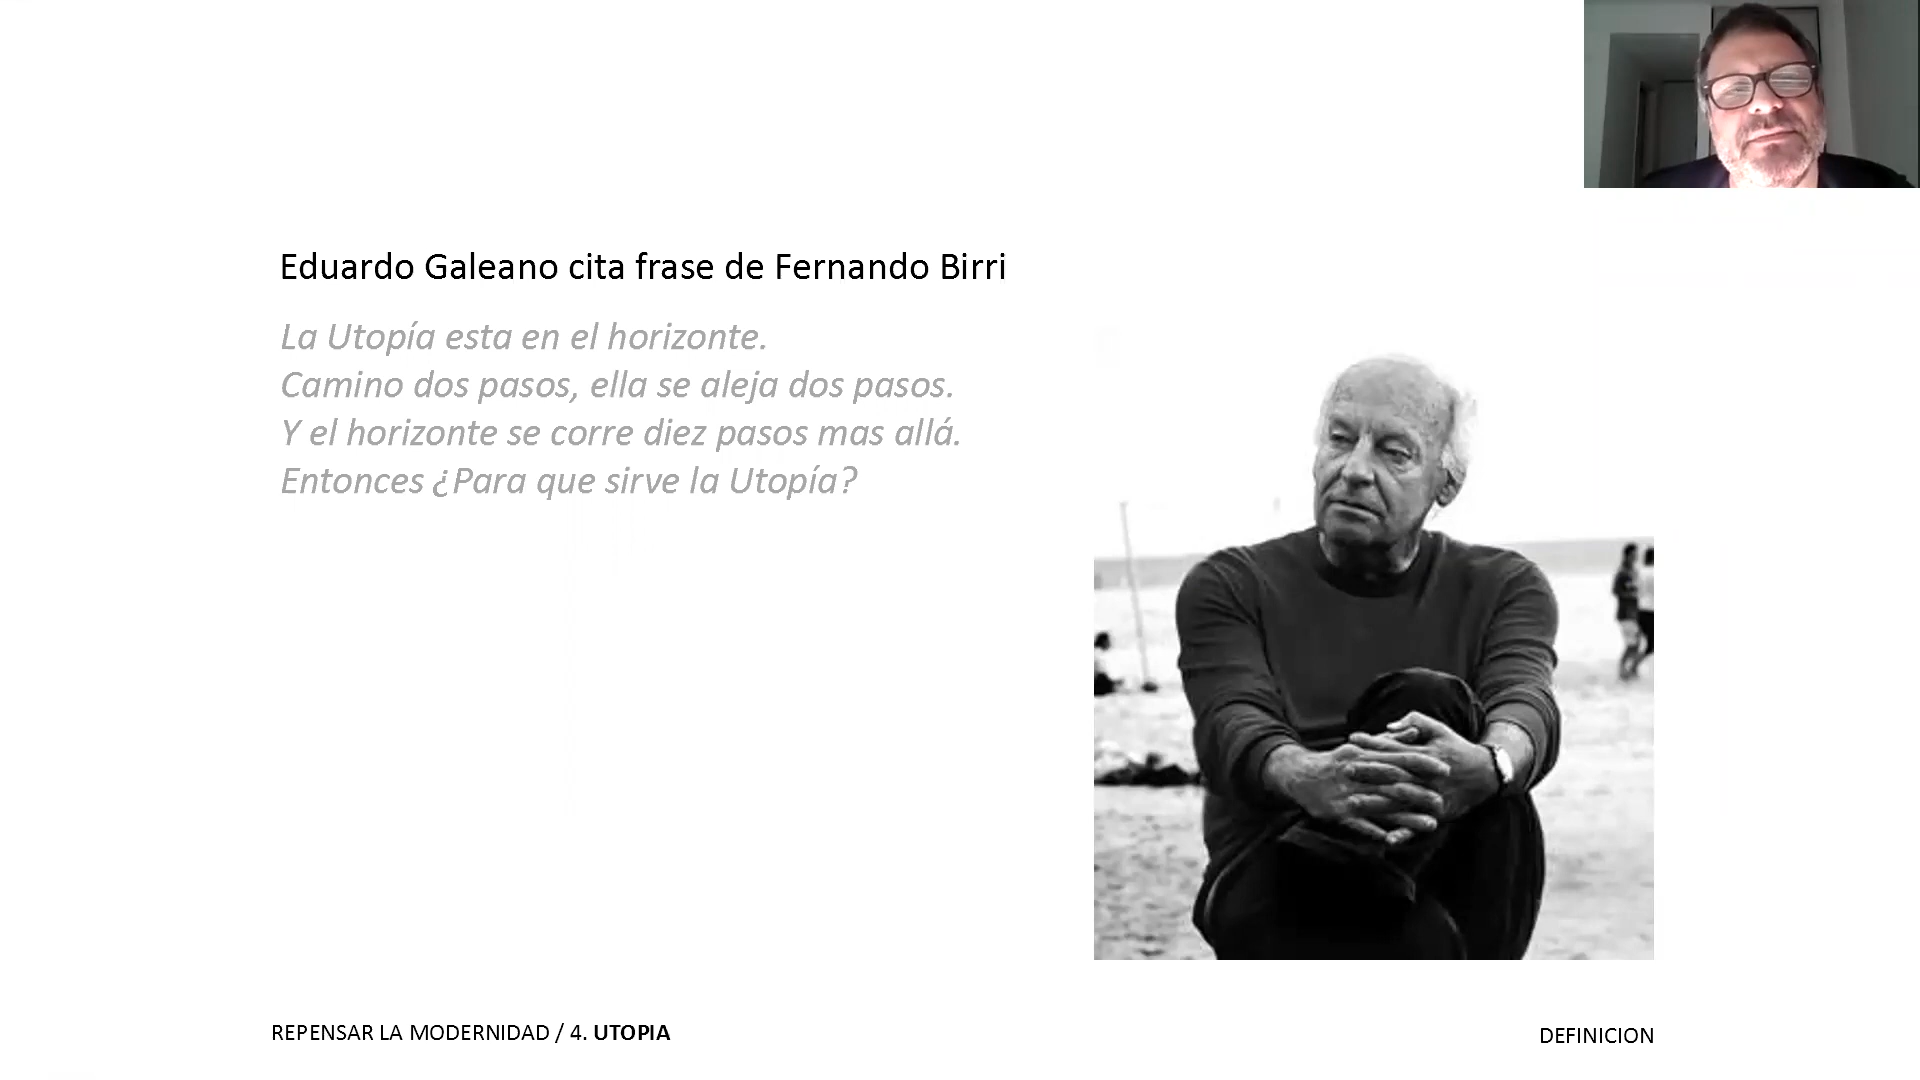 Eduardo Galeano cita frase de Fernando Birri
La Utopía esta en el horizonte.
Camino dos pasos, ella se aleja dos pasos.
Y el horizonte se corre diez pasos mas allá.
Entonces ¿Para que sirve la Utopía?
REPENSAR LA MODERNIDAD / 4. UTOPIA
DEFINICION